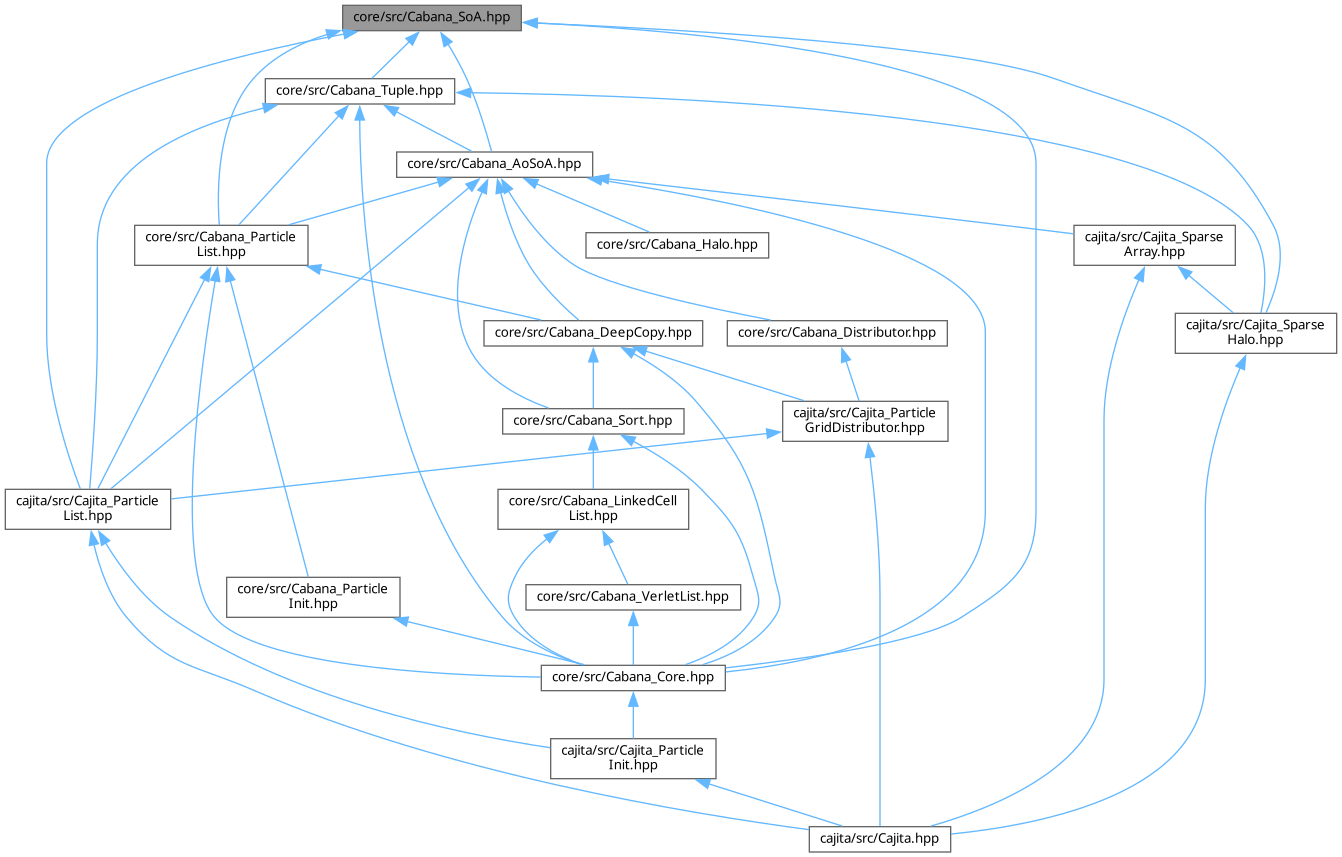 core/src/Cabana_SoA.hpp
core/src/Cabana_Tuple.hpp
core/src/Cabana_AoSoA.hpp
core/src/Cabana_Particle
List.hpp
core/src/Cabana_Halo.hpp
cajita/src/Cajita_Sparse
Array.hpp
core/src/Cabana_DeepCopy.hpp
core/src/Cabana_Distributor.hpp
cajita/src/Cajita_Sparse
Halo.hpp
core/src/Cabana_Sort.hpp
cajita/src/Cajita_Particle
GridDistributor.hpp
cajita/src/Cajita_Particle
List.hpp
core/src/Cabana_LinkedCell
List.hpp
core/src/Cabana_Particle
Init.hpp
core/src/Cabana_VerletList.hpp
core/src/Cabana_Core.hpp
cajita/src/Cajita_Particle
Init.hpp
cajita/src/Cajita.hpp